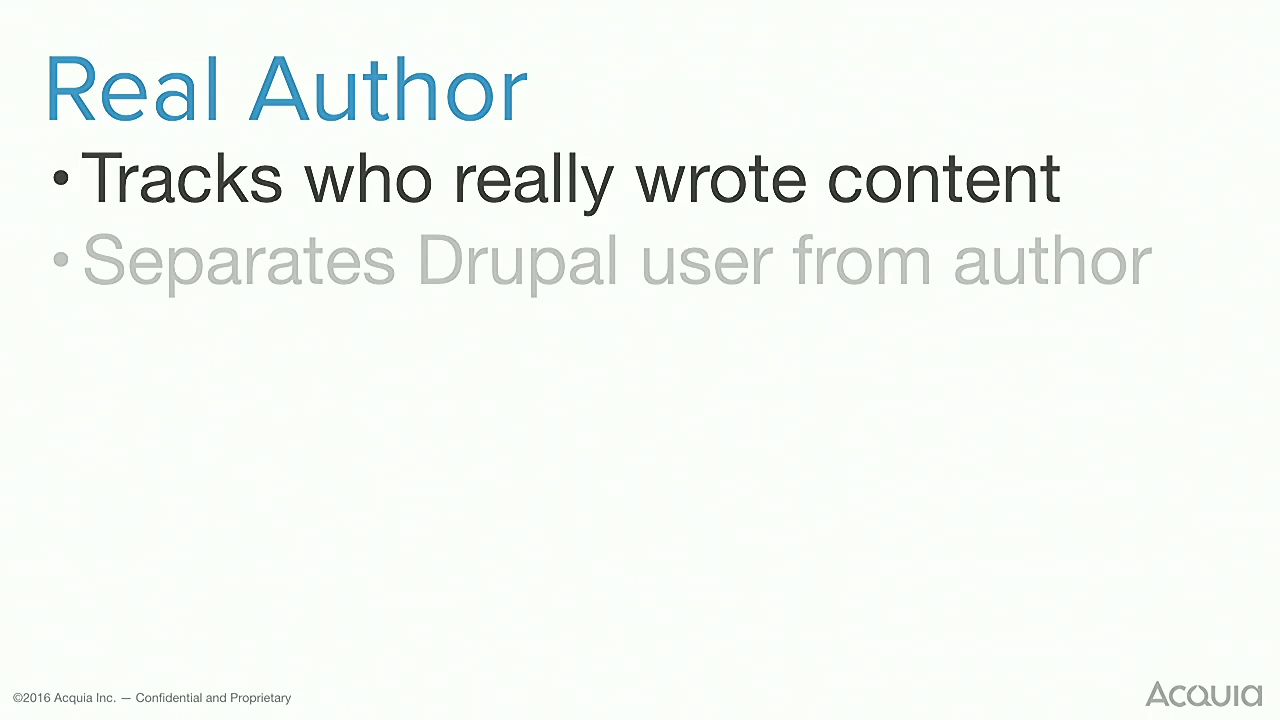 Real Author
• Tracks who really wrote content
• Separates Drupal user from author
©2016 Acquia Inc. — Confidential and Proprietary
Acquia